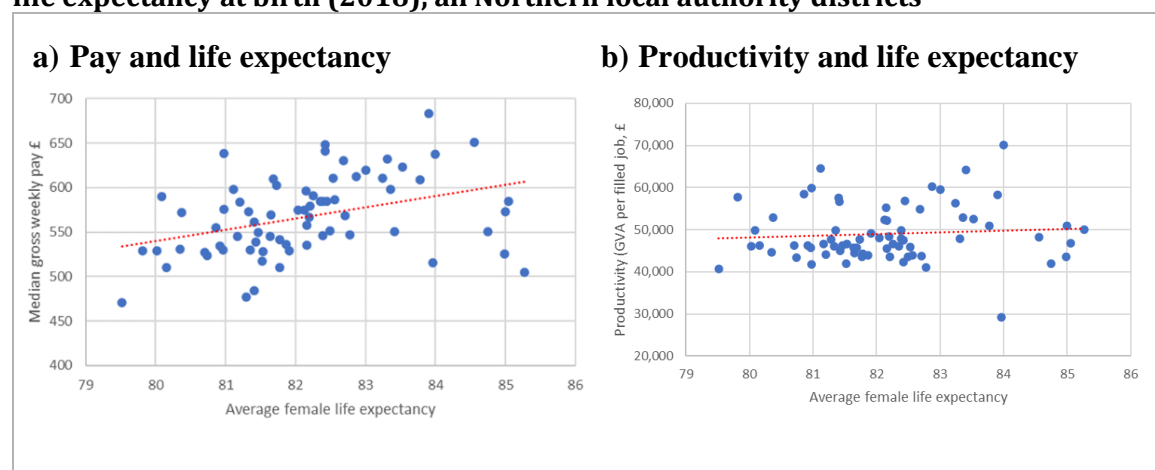 life expectancy at birth (2018), all Northern local authority districts
a) Pay and life expectancy
b) Productivity and life expectancy
Median gross weekly pay £
700
650
600
550
500
450
400
79 80 81 82 83 84 85 86
Average female life expectancy
Productivity (GVA per filled job, £
80,000
70,000
60,000
50,000
40,000
30,000
20,000
79 80 81 82 83 84 85 86
Average female life expectancy